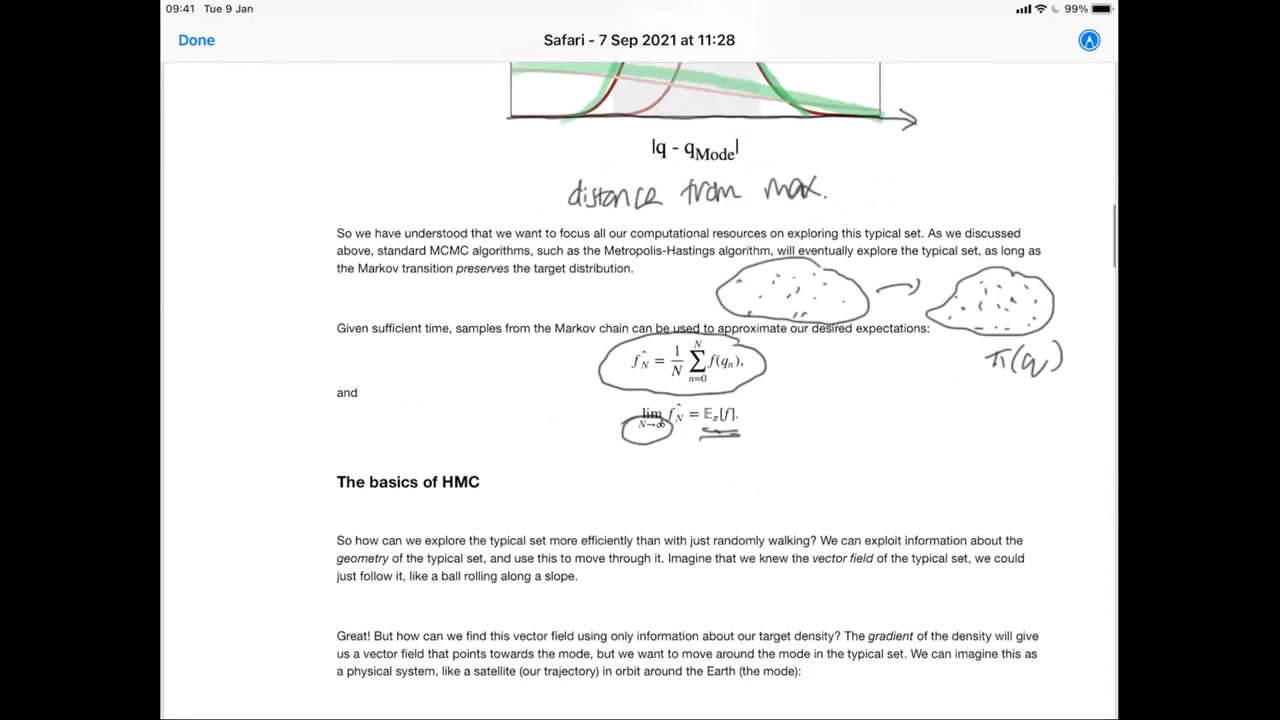 09:41 Tue 9 Jan 99%
Done Safari - 7 Sep 2021 at 11:28
|q - qMode|
distance from max.
So we have understood that we want to focus all our computational resources on exploring this typical set. As we discussed
above, standard MCMC algorithms, such as the Metropolis-Hastings algorithm, will eventually explore the typical set, as long as
the Markov transition preserves the target distribution.
Given sufficient time, samples from the Markov chain can be used to approximate our desired expectations:
f̂_N = 1/N ∑_{n=0}^{N} f(q_n),
π(q)
and
lim_{N→∞} f̂_N = 𝔼_π[f].
The basics of HMC
So how can we explore the typical set more efficiently than with just randomly walking? We can exploit information about the
geometry of the typical set, and use this to move through it. Imagine that we knew the vector field of the typical set, we could
just follow it, like a ball rolling along a slope.
Great! But how can we find this vector field using only information about our target density? The gradient of the density will give
us a vector field that points towards the mode, but we want to move around the mode in the typical set. We can imagine this as
a physical system, like a satellite (our trajectory) in orbit around the Earth (the mode):